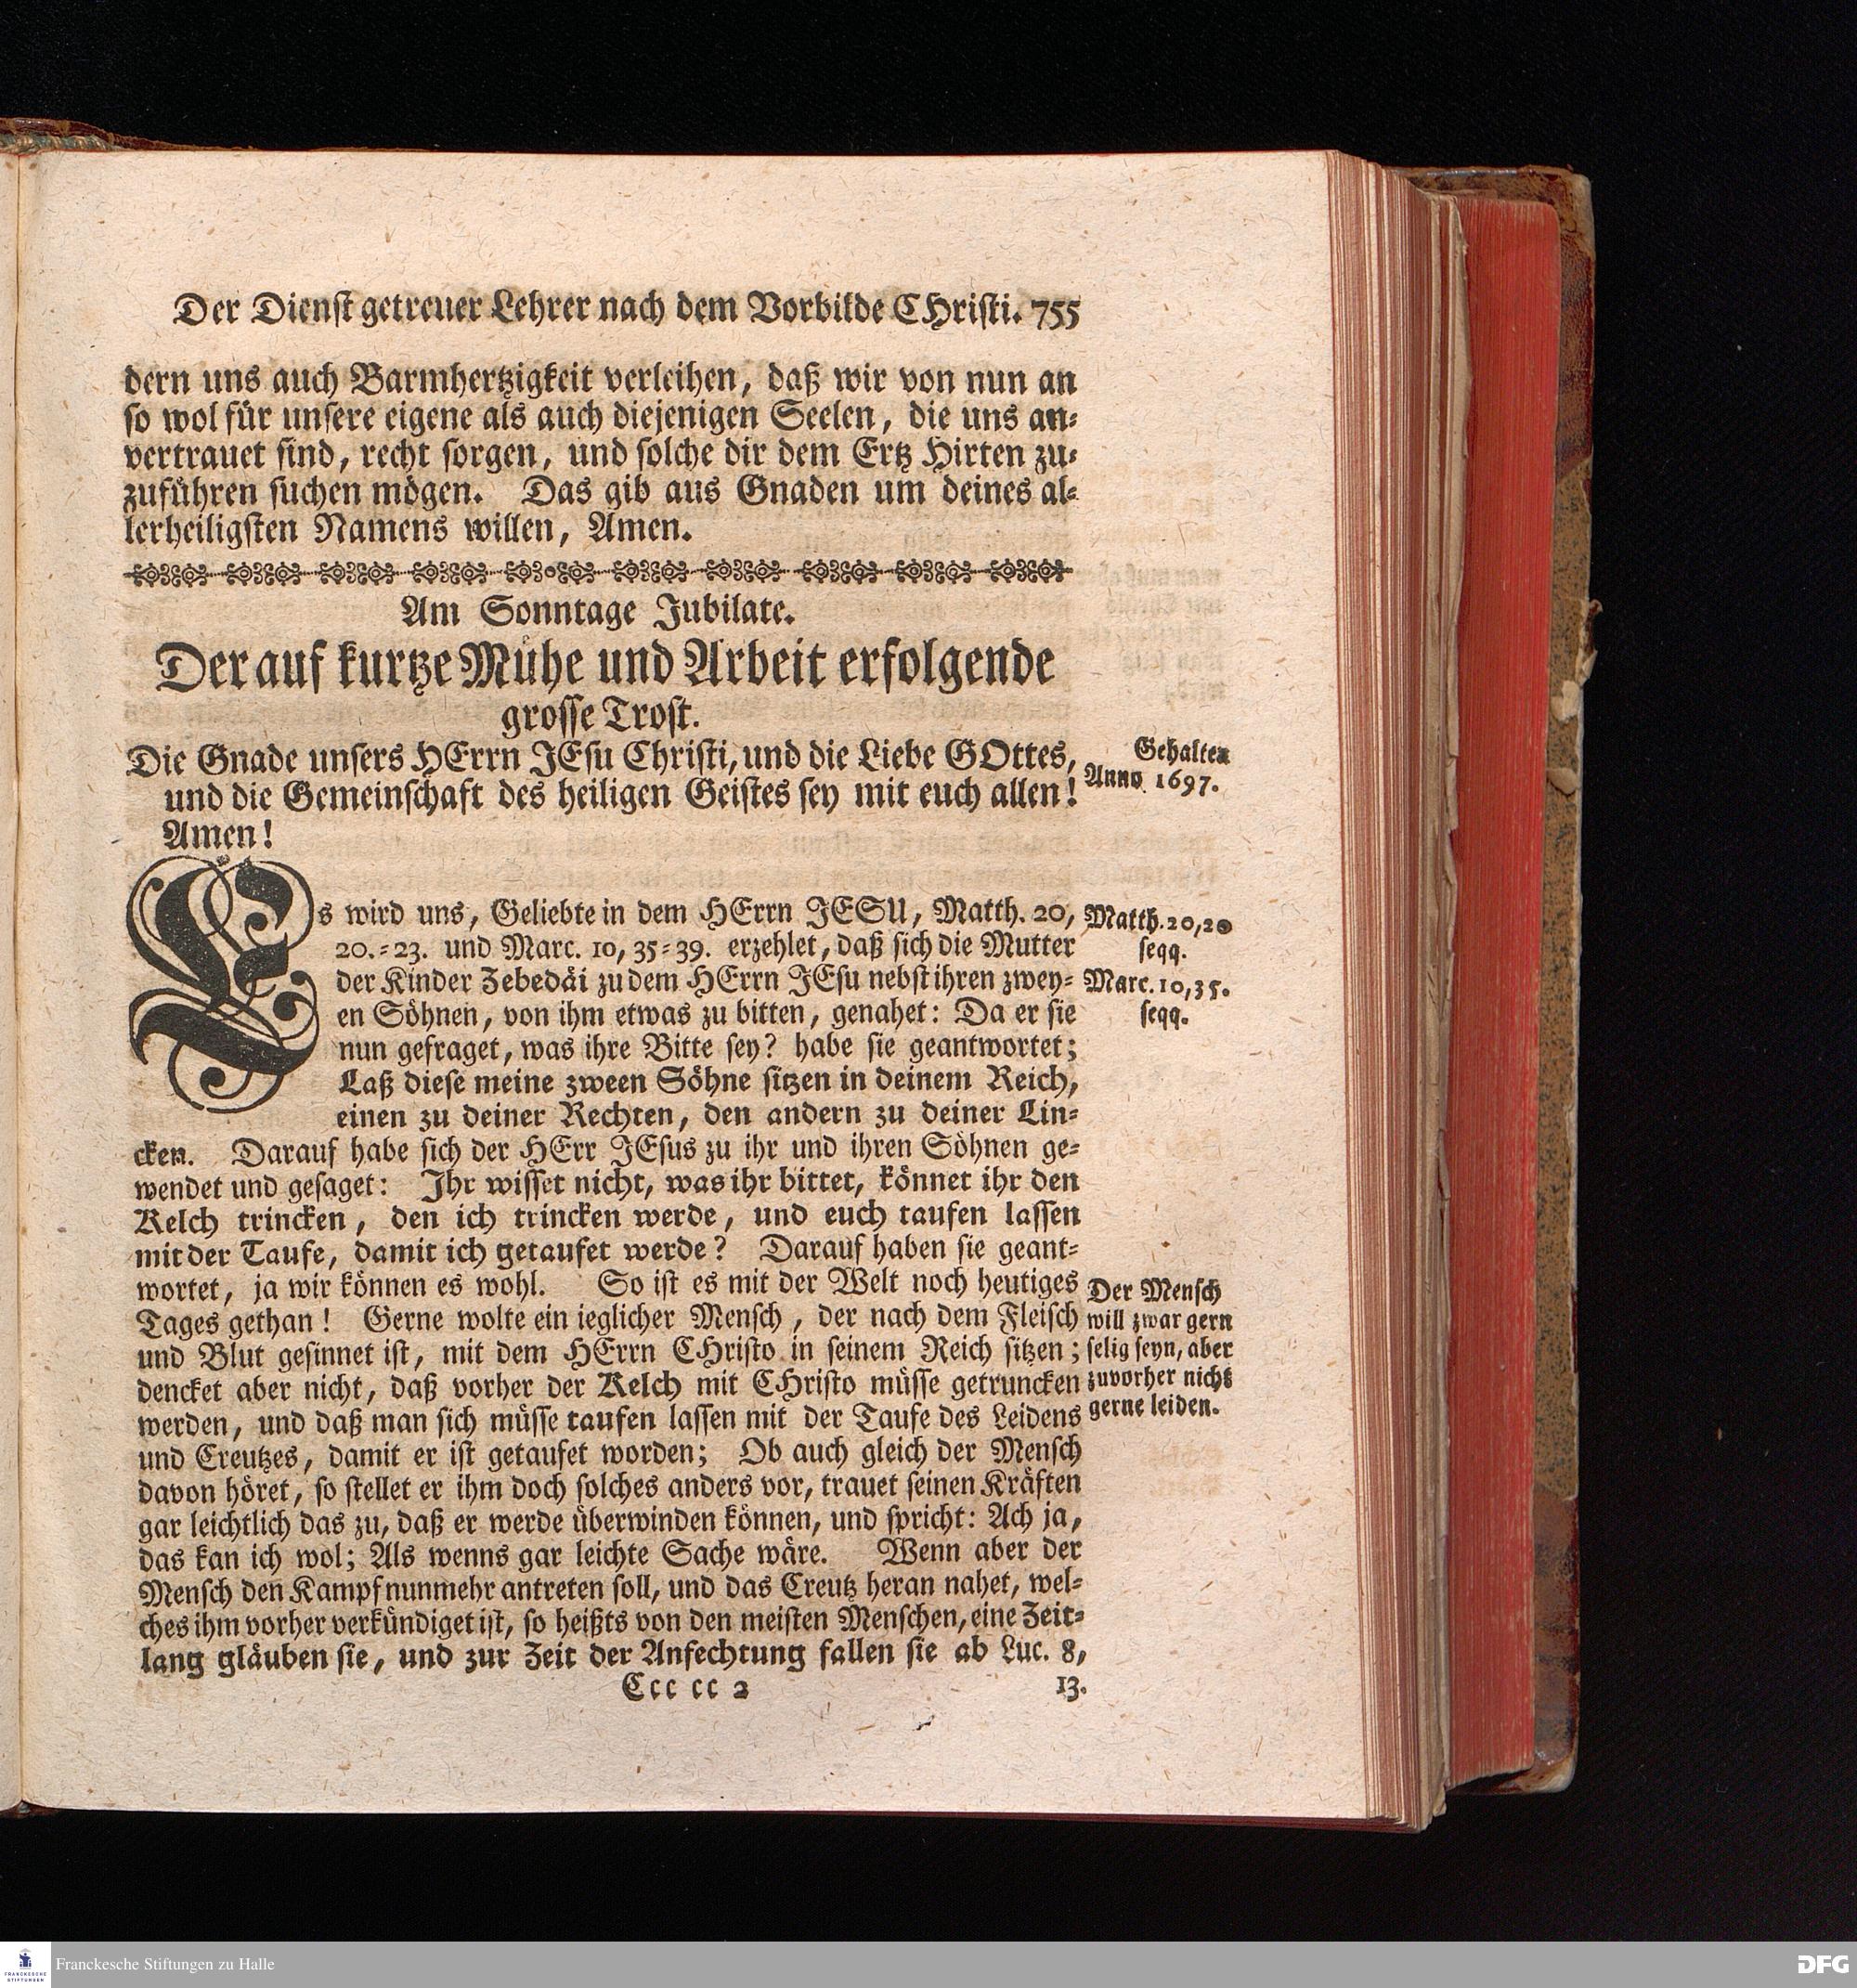 Der Dienst getreuer Lehrer nach dem Vorbilde CHristi. 755
dern uns auch Barmhertzigkeit verleihen, daß wir von nun an
so wol für unsere eigene als auch diejenigen Seelen, die uns an-
vertrauet sind, recht sorgen, und solche dir dem Ertz Hirten zu-
zuführen suchen mögen. Das gib aus Gnaden um deines al-
lerheiligsten Namens willen, Amen.
Am Sonntage Jubilate.
Der auf kurtze Mühe und Arbeit erfolgende
grosse Trost.
Die Gnade unsers HErrn JEsu Christi, und die Liebe GOttes,
und die Gemeinschaft des heiligen Geistes sey mit euch allen!
Amen!
Gehalten
Anno 1697.
Es wird uns, Geliebte in dem HErrn JESU, Matth. 20,
20.-23. und Marc. 10, 35-39. erzehlet, daß sich die Mutter
der Kinder Zebedäi zu dem HErrn JEsu nebst ihren zwey-
en Söhnen, von ihm etwas zu bitten, genahet: Da er sie
nun gefraget, was ihre Bitte sey? habe sie geantwortet;
Laß diese meine zween Söhne sitzen in deinem Reich,
einen zu deiner Rechten, den andern zu deiner Lin-
cken. Darauf habe sich der HErr JEsus zu ihr und ihren Söhnen ge-
wendet und gesaget: Ihr wisset nicht, was ihr bittet, könnet ihr den
Kelch trincken, den ich trincken werde, und euch taufen lassen
mit der Taufe, damit ich getaufet werde? Darauf haben sie geant-
wortet, ja wir können es wohl. So ist es mit der Welt noch heutiges
Tages gethan! Gerne wolte ein ieglicher Mensch, der nach dem Fleisch
und Blut gesinnet ist, mit dem HErrn CHristo in seinem Reich sitzen;
dencket aber nicht, daß vorher der Kelch mit CHristo müsse getruncken
werden, und daß man sich müsse taufen lassen mit der Taufe des Leidens
und Creutzes, damit er ist getaufet worden; Ob auch gleich der Mensch
davon höret, so stellet er ihm doch solches anders vor, trauet seinen Kräften
gar leichtlich das zu, daß er werde überwinden können, und spricht: Ach ja,
das kan ich wol; Als wenns gar leichte Sache wäre. Wenn aber der
Mensch den Kampf nunmehr antreten soll, und das Creutz heran nahet, wel-
ches ihm vorher verkündiget ist, so heißts von den meisten Menschen, eine Zeit-
lang gläuben sie, und zur Zeit der Anfechtung fallen sie ab Luc. 8,
Matth. 20, 20
seqq.
Marc. 10, 35.
seqq.
Der Mensch
will zwar gern
selig seyn, aber
zuvorher nicht
gerne leiden.
Ccc cc 2
13.
FRANCKESCHE
STIFTUNGEN
Franckesche Stiftungen zu Halle
DFG